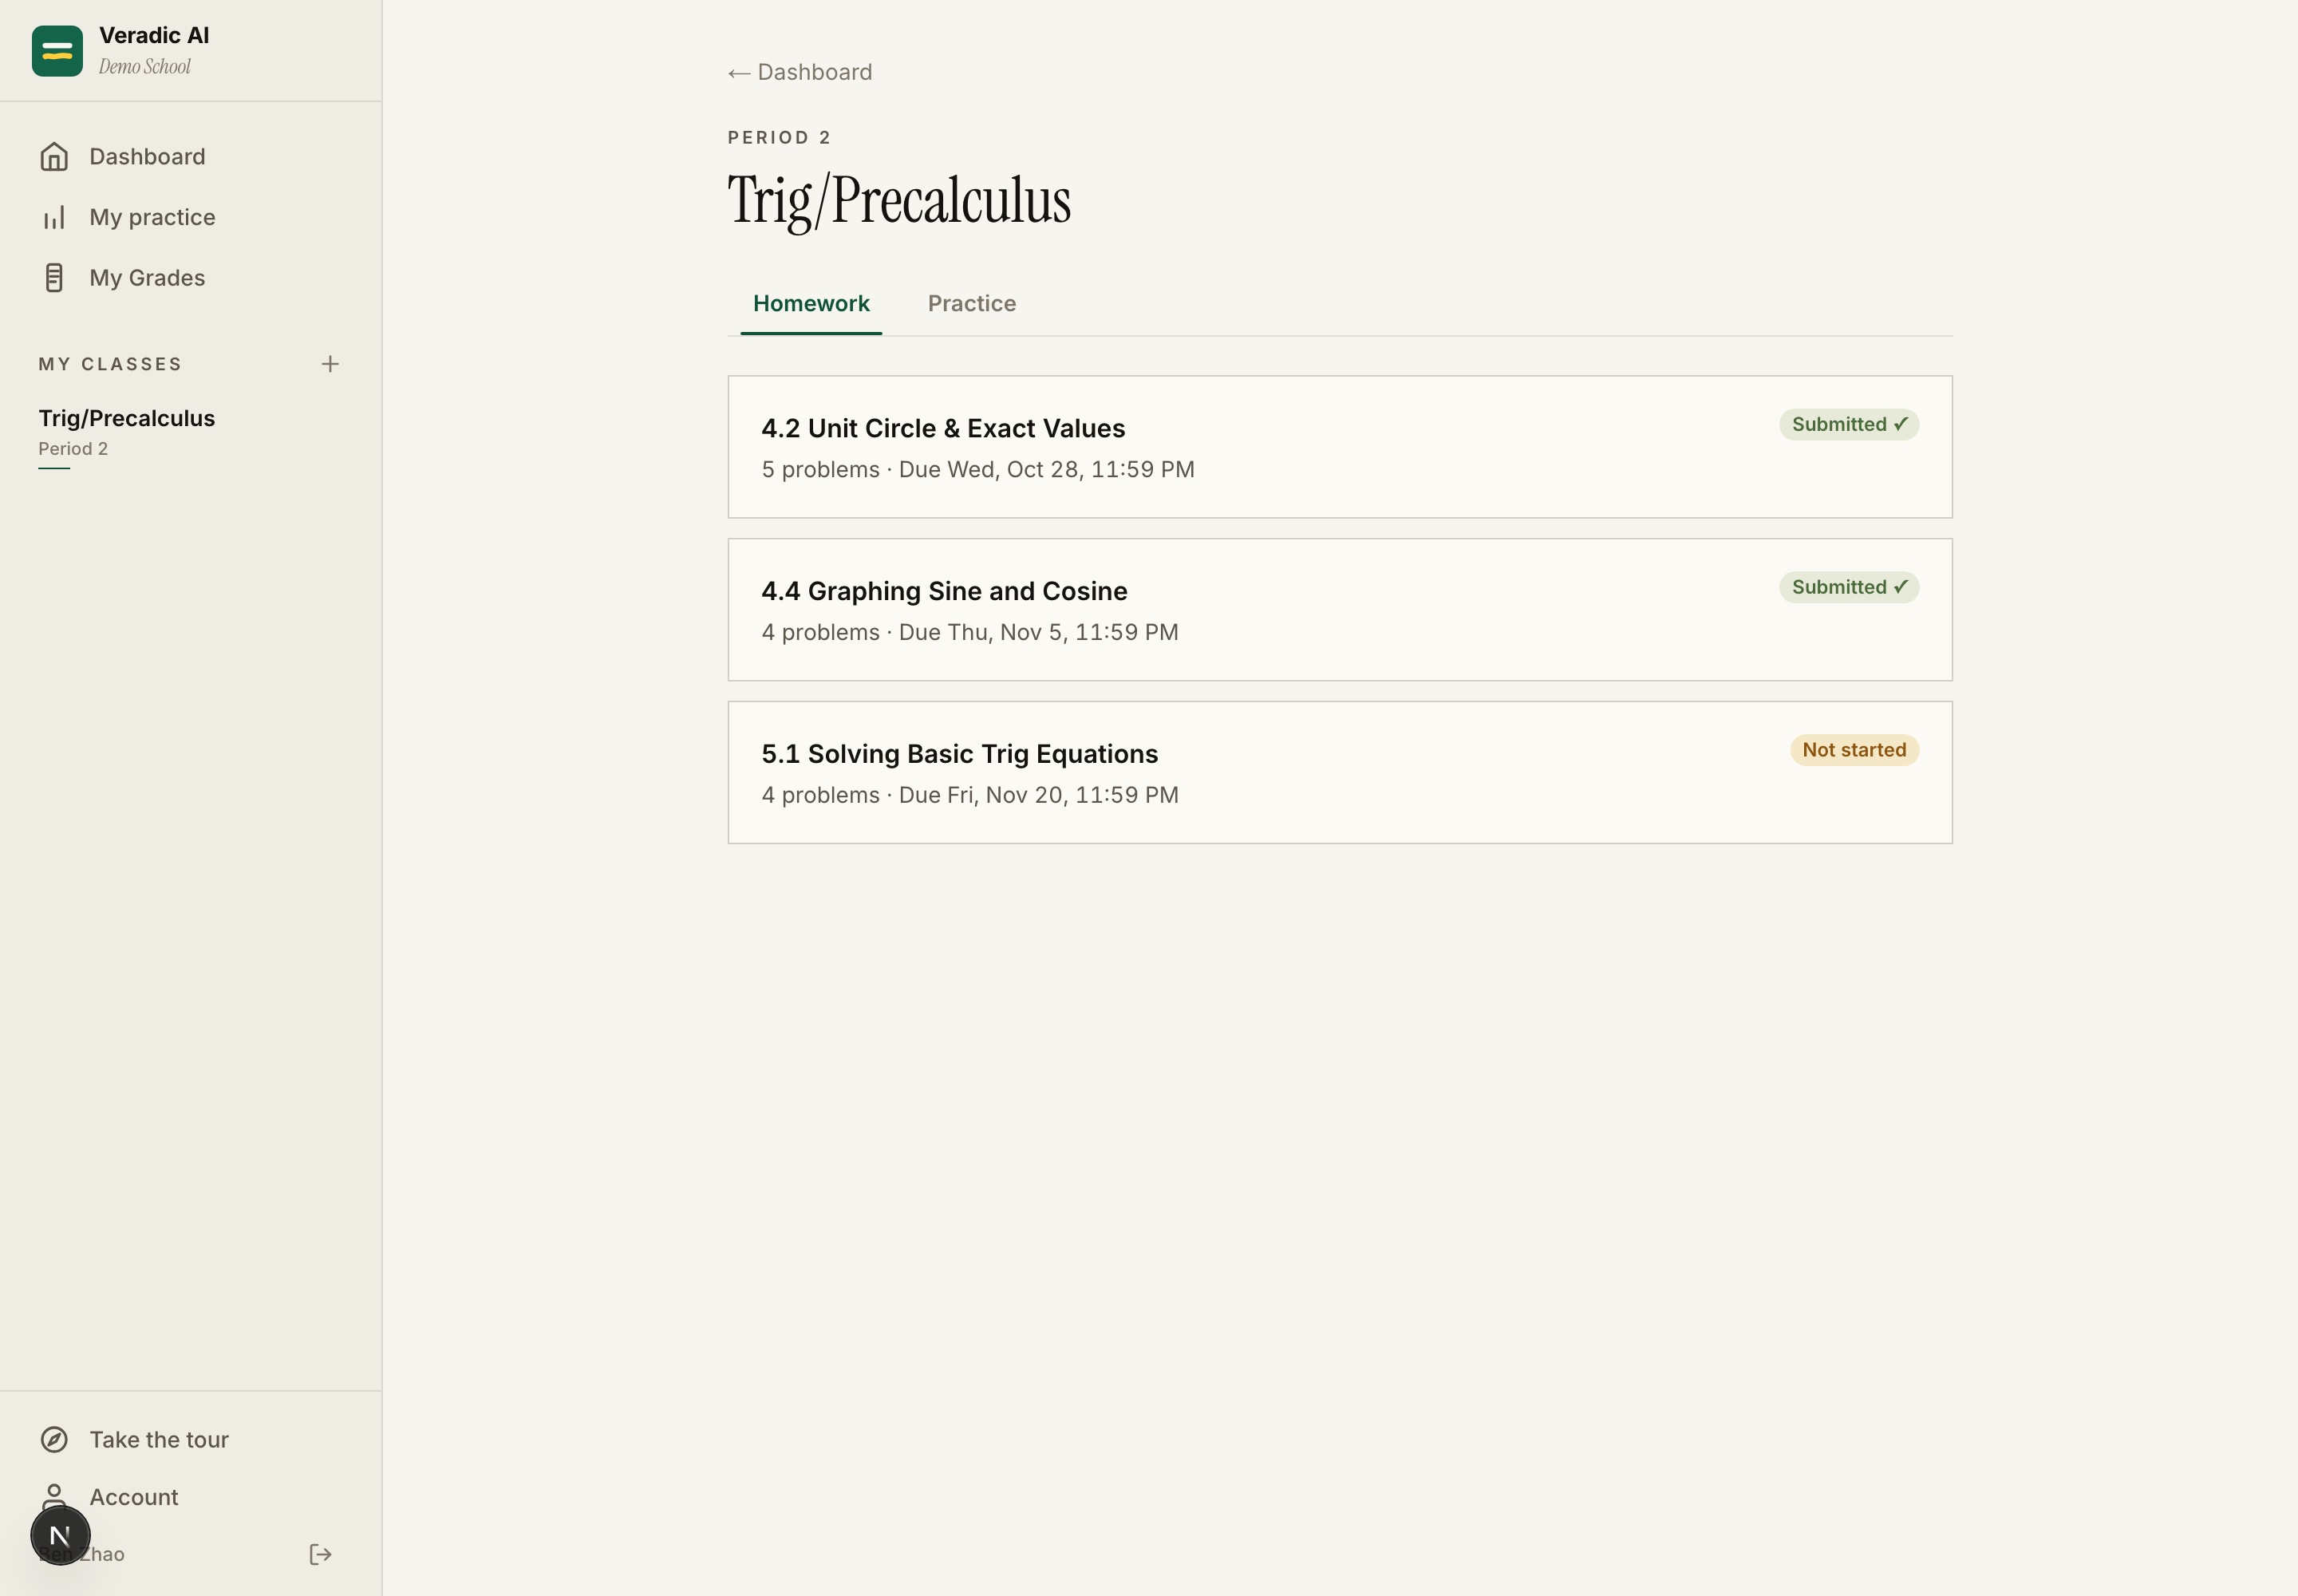 Veradic AI
Demo School
Dashboard
My practice
My Grades
MY CLASSES
Trig/Precalculus
Period 2
Take the tour
Account
N
Ben Zhao
← Dashboard
PERIOD 2
Trig/Precalculus
Homework Practice
4.2 Unit Circle & Exact Values
Submitted ✓
5 problems · Due Wed, Oct 28, 11:59 PM
4.4 Graphing Sine and Cosine
Submitted ✓
4 problems · Due Thu, Nov 5, 11:59 PM
5.1 Solving Basic Trig Equations
Not started
4 problems · Due Fri, Nov 20, 11:59 PM